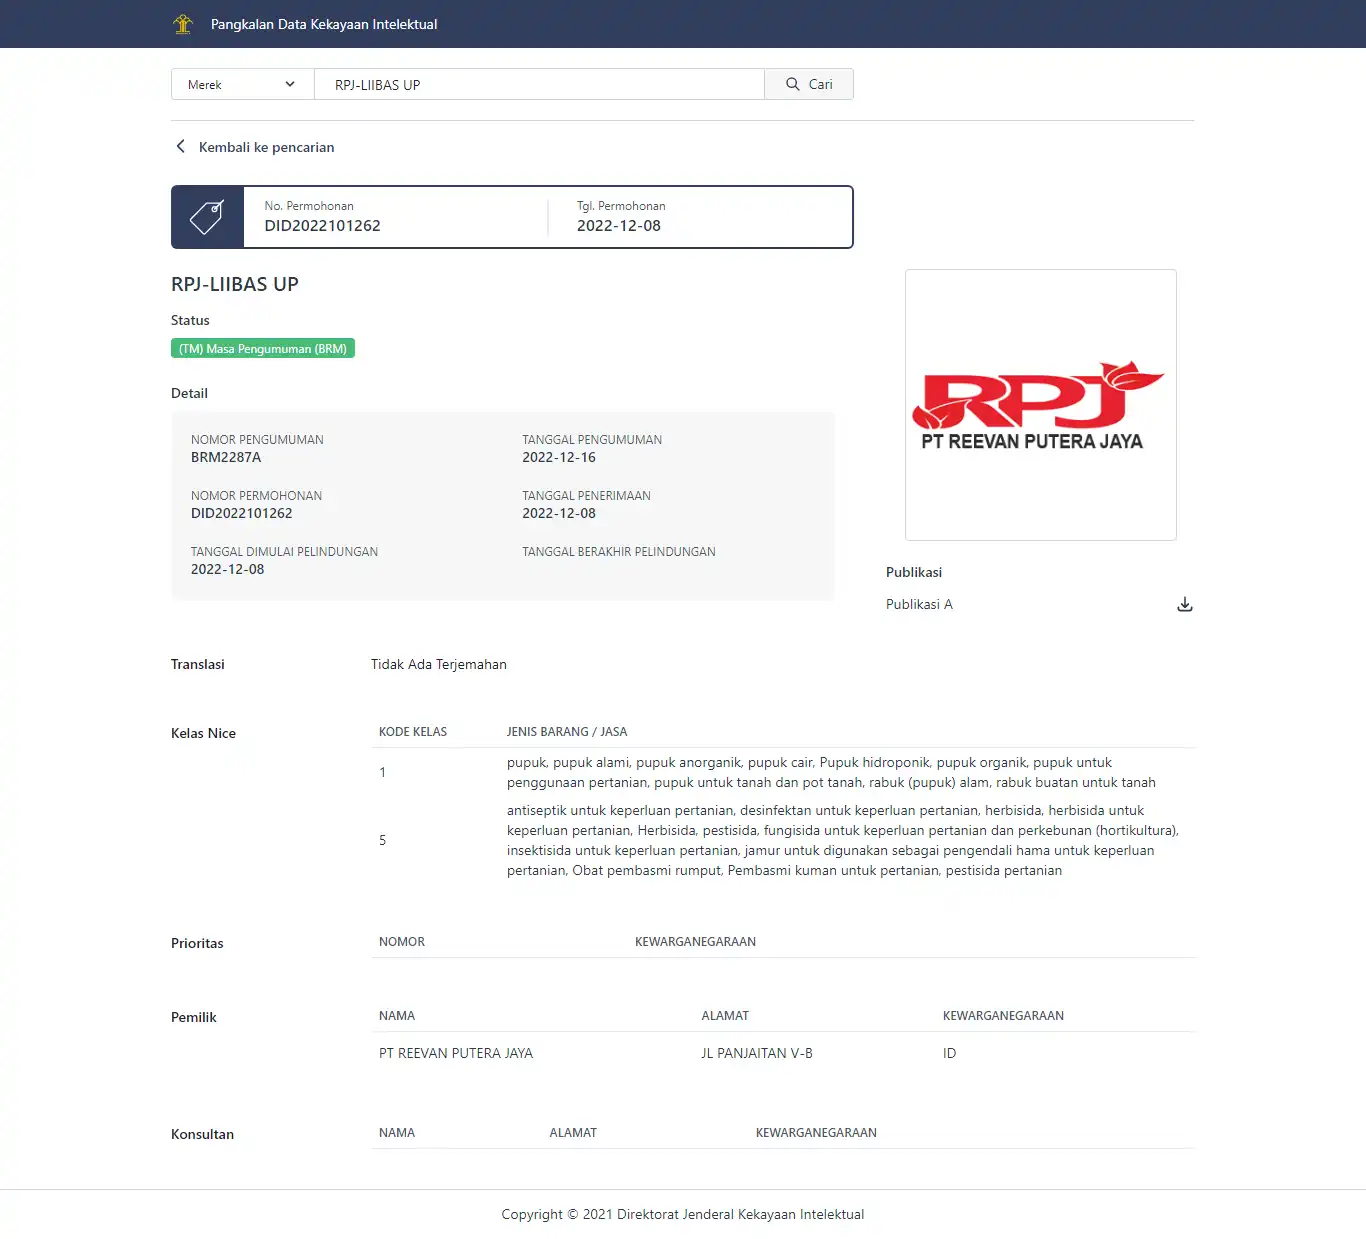 Pangkalan Data Kekayaan Intelektual
Merek
RPJ-LIIBAS UP
Cari
Kembali ke pencarian
No. Permohonan
DID2022101262
Tgl. Permohonan
2022-12-08
RPJ-LIIBAS UP
Status
(TM) Masa Pengumuman (BRM)
Detail
NOMOR PENGUMUMAN
BRM2287A
TANGGAL PENGUMUMAN
2022-12-16
NOMOR PERMOHONAN
DID2022101262
TANGGAL PENERIMAAN
2022-12-08
TANGGAL DIMULAI PELINDUNGAN
2022-12-08
TANGGAL BERAKHIR PELINDUNGAN
RPJ
PT REEVAN PUTERA JAYA
Publikasi
Publikasi A
Translasi
Tidak Ada Terjemahan
Kelas Nice
KODE KELAS
JENIS BARANG / JASA
1
pupuk, pupuk alami, pupuk anorganik, pupuk cair, Pupuk hidroponik, pupuk organik, pupuk untuk
penggunaan pertanian, pupuk untuk tanah dan pot tanah, rabuk (pupuk) alam, rabuk buatan untuk tanah
5
antiseptik untuk keperluan pertanian, desinfektan untuk keperluan pertanian, herbisida, herbisida untuk
keperluan pertanian, Herbisida, pestisida, fungisida untuk keperluan pertanian dan perkebunan (hortikultura),
insektisida untuk keperluan pertanian, jamur untuk digunakan sebagai pengendali hama untuk keperluan
pertanian, Obat pembasmi rumput, Pembasmi kuman untuk pertanian, pestisida pertanian
Prioritas
NOMOR
KEWARGANEGARAAN
Pemilik
NAMA
ALAMAT
KEWARGANEGARAAN
PT REEVAN PUTERA JAYA
JL PANJAITAN V-B
ID
Konsultan
NAMA
ALAMAT
KEWARGANEGARAAN
Copyright © 2021 Direktorat Jenderal Kekayaan Intelektual